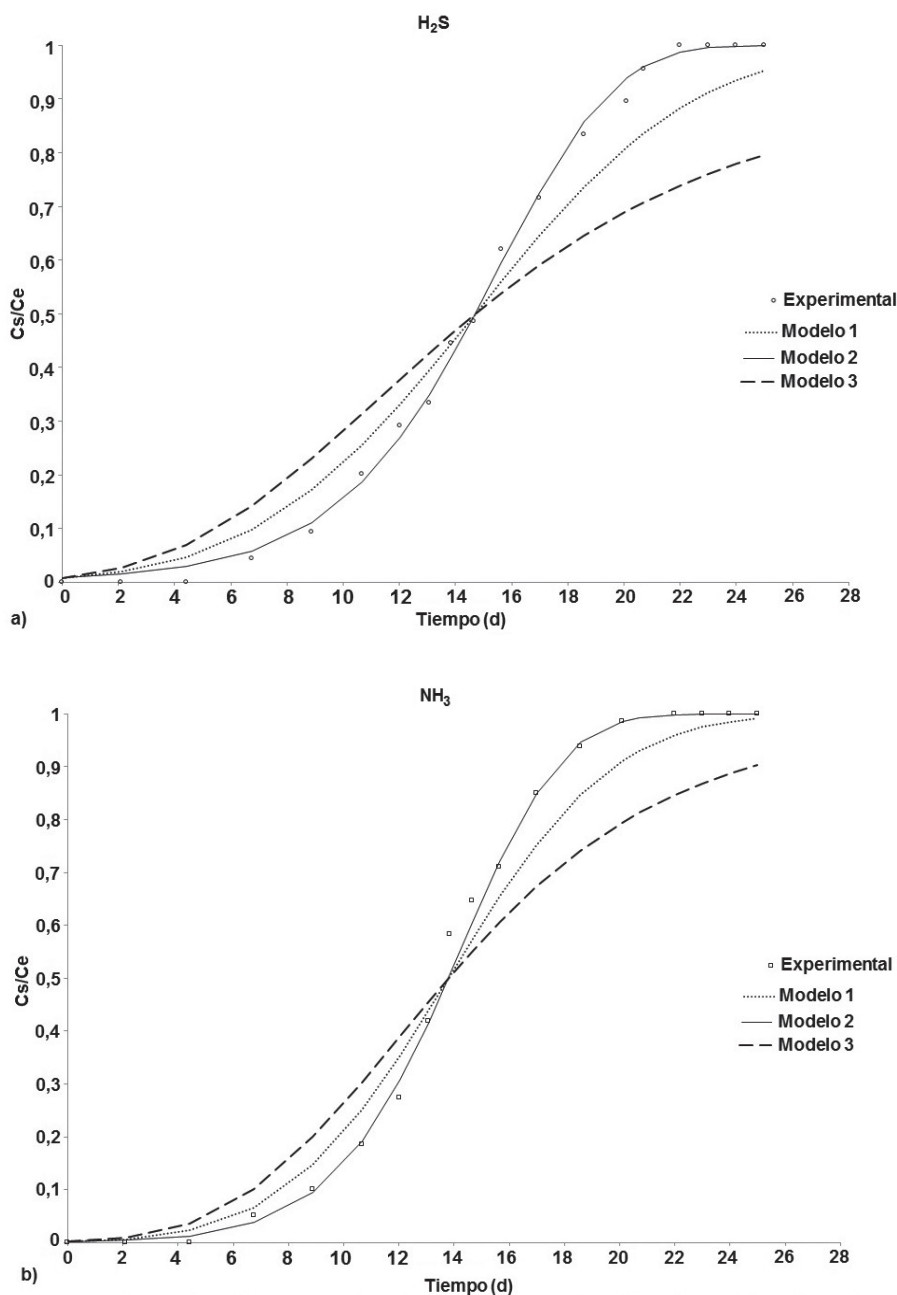 H₂S
1
0,9
0,8
0,7
0,6
0,5
0,4
0,3
0,2
0,1
0
Cs/Ce
0 2 4 6 8 10 12 14 16 18 20 22 24 26 28
Tiempo (d)
Experimental
Modelo 1
Modelo 2
Modelo 3
a)
NH₃
1
0,9
0,8
0,7
0,6
0,5
0,4
0,3
0,2
0,1
0
Cs/Ce
0 2 4 6 8 10 12 14 16 18 20 22 24 26 28
Tiempo (d)
Experimental
Modelo 1
Modelo 2
Modelo 3
b)